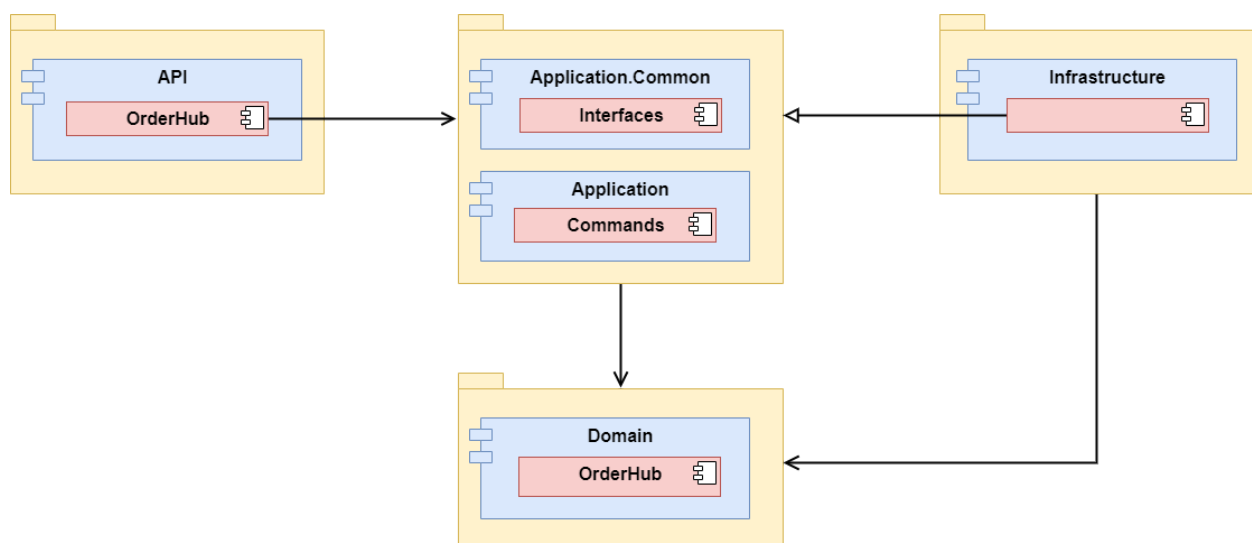 API
OrderHub
Application.Common
Interfaces
Application
Commands
Infrastructure
Domain
OrderHub